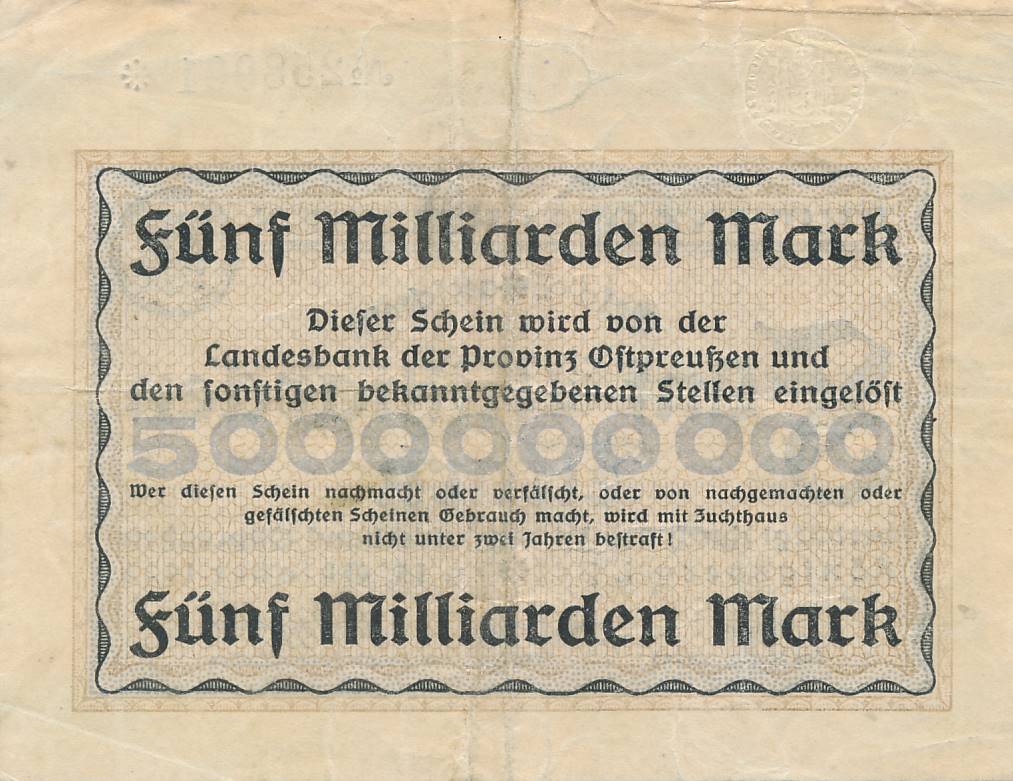 Fünf Milliarden Mark
Dieſer Schein wird von der
Landesbank der Provinz Oſtpreußen und
den ſonſtigen bekanntgegebenen Stellen eingelöſt
5000000000
Wer dieſen Schein nachmacht oder verfälſcht, oder von nachgemachten oder
gefälſchten Scheinen Gebrauch macht, wird mit Zuchthaus
nicht unter zwei Jahren beſtraft!
Fünf Milliarden Mark